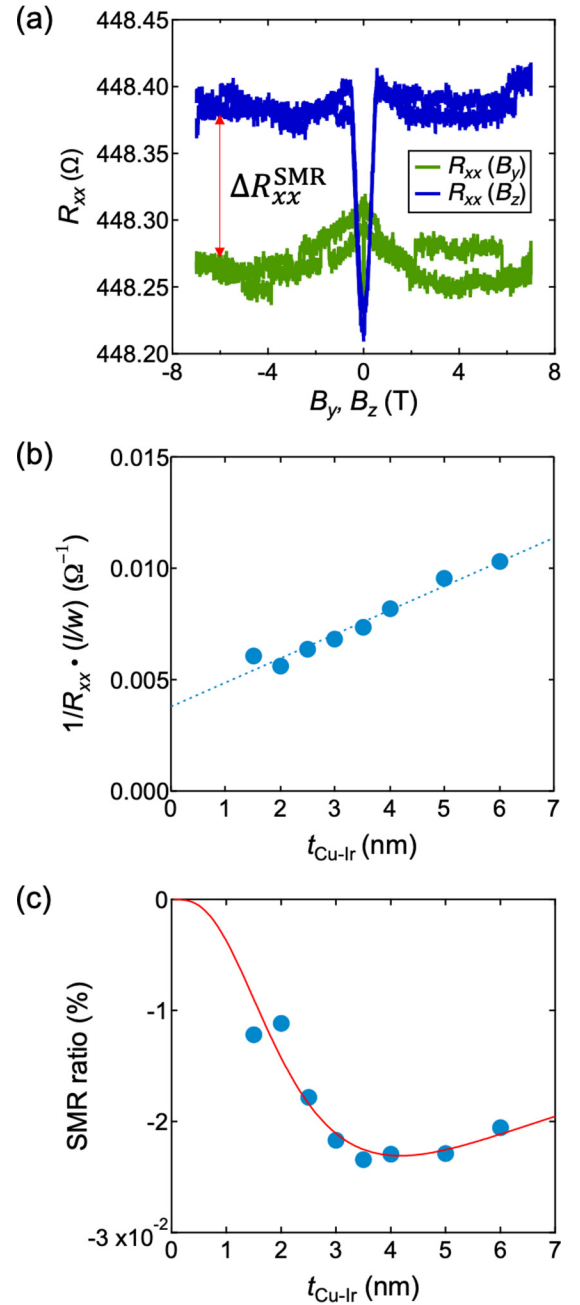 (a)
448.45
448.40
448.35
448.30
448.25
448.20
R_xx (Ω)
ΔR_xx^SMR
R_xx (B_y)
R_xx (B_z)
-8 -4 0 4 8
B_y, B_z (T)
(b)
0.015
0.010
0.005
0.000
1/R_xx • (l/w) (Ω⁻¹)
0 1 2 3 4 5 6 7
t_Cu-Ir (nm)
(c)
0
-1
-2
-3 x10⁻²
SMR ratio (%)
0 1 2 3 4 5 6 7
t_Cu-Ir (nm)